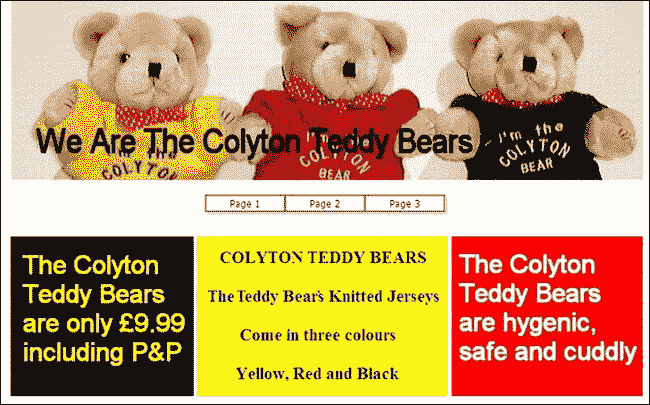 We Are The Colyton Teddy Bears
COLYTON
BEAR
I'm the
COLYTON
BEAR
Page 1
Page 2
Page 3
The Colyton
Teddy Bears
are only £9.99
including P&P
COLYTON TEDDY BEARS
The Teddy Bear's Knitted Jerseys
Come in three colours
Yellow, Red and Black
The Colyton
Teddy Bears
are hygenic,
safe and cuddly